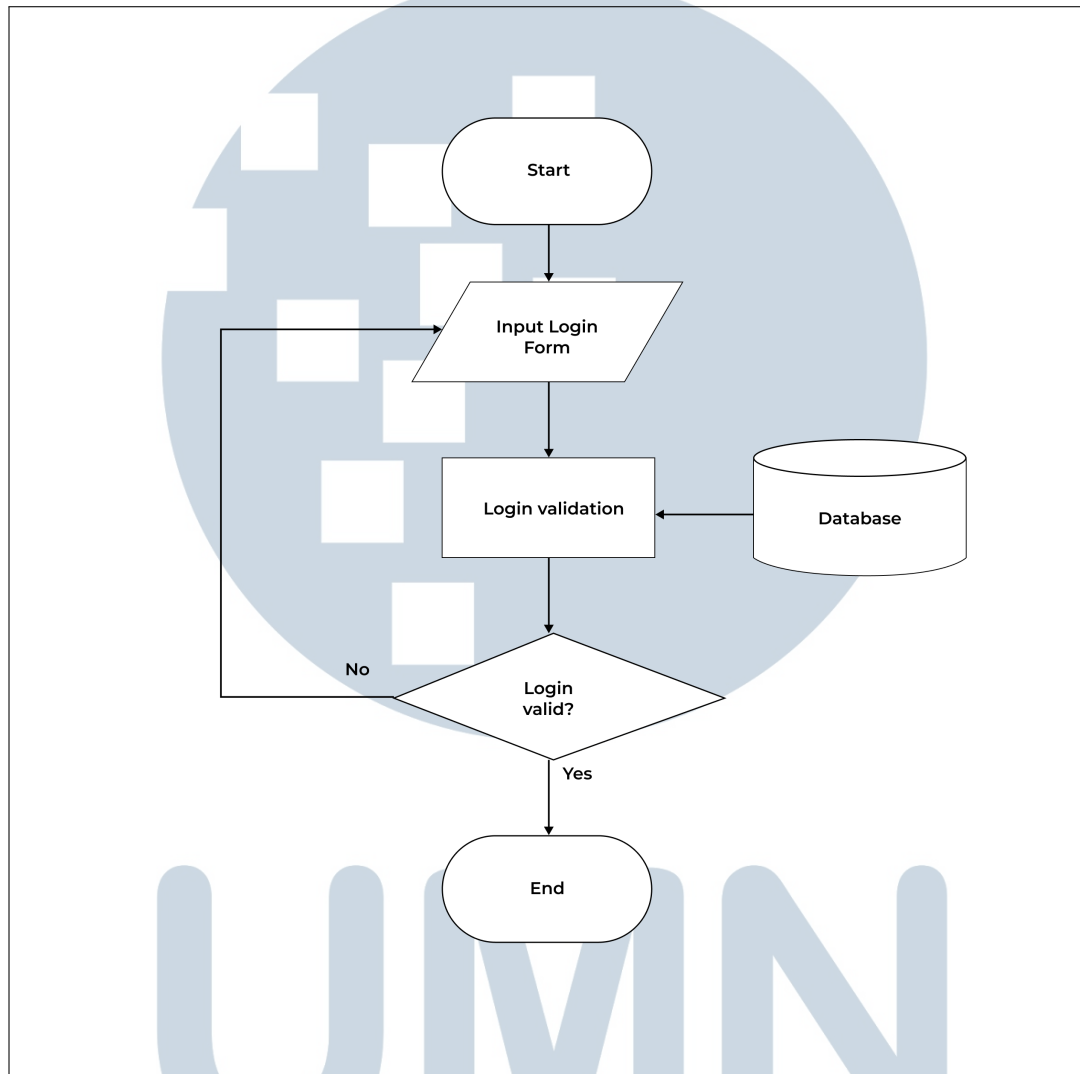 Start
Input Login
Form
Login validation
Database
Login
valid?
No
Yes
End
UMN